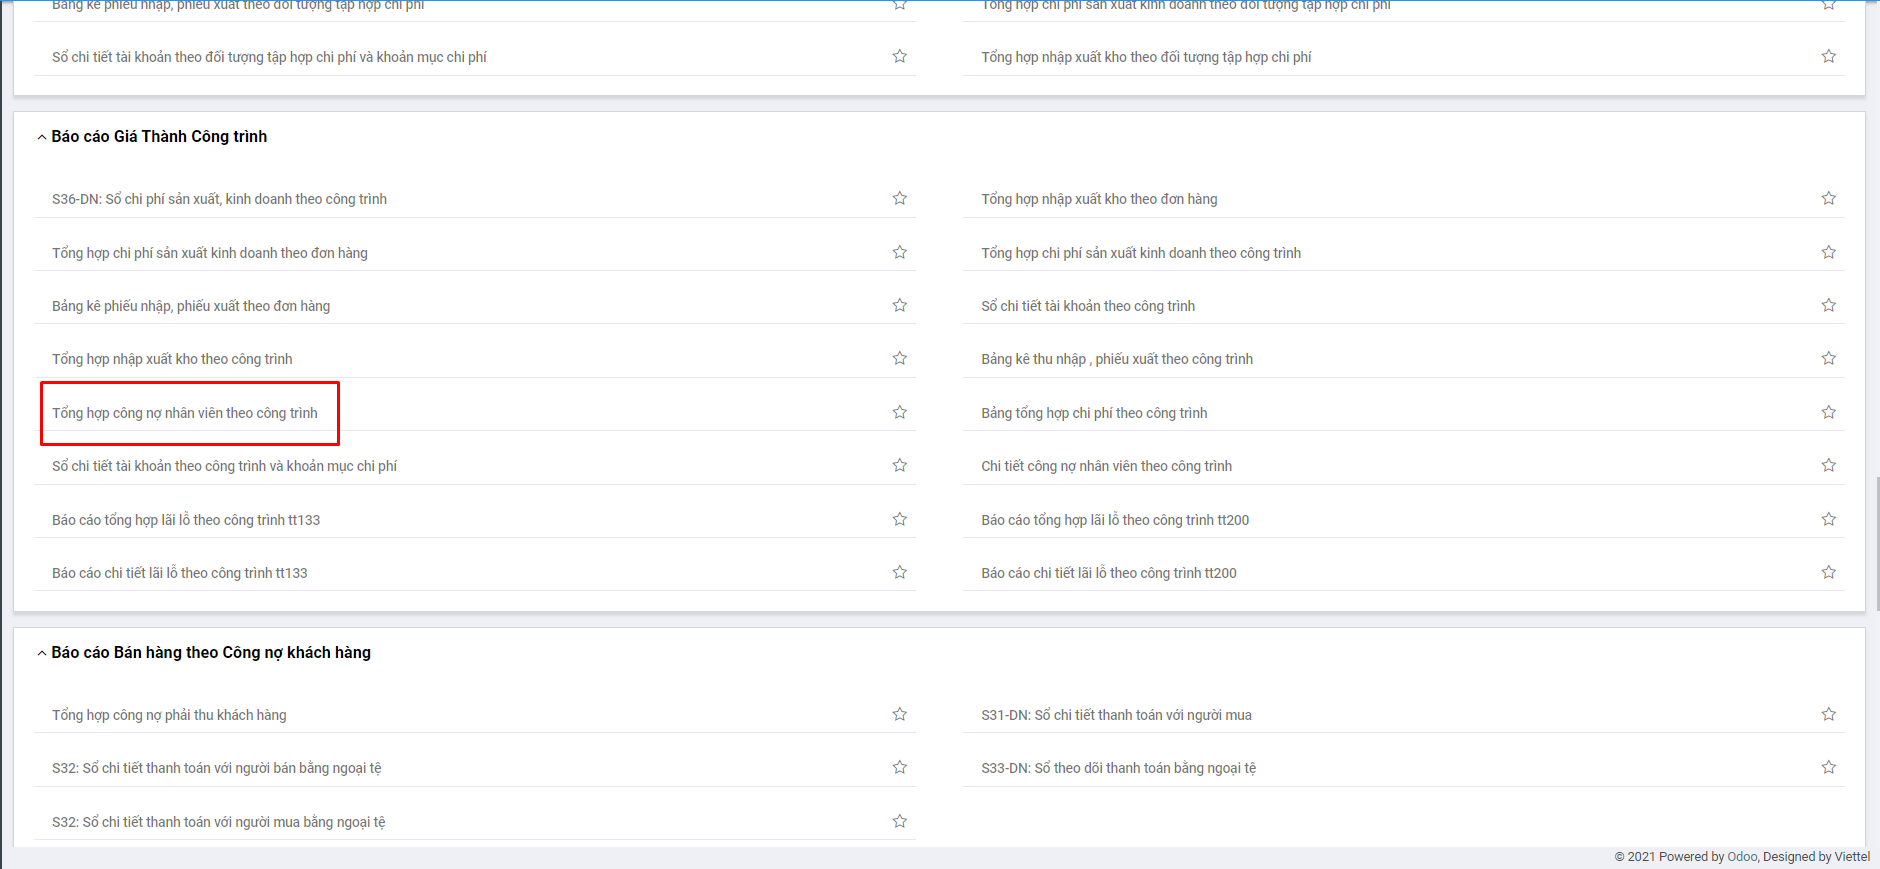 Bảng kê phiếu nhập, phiếu xuất theo đối tượng tập hợp chi phí
Tổng hợp chi phí sản xuất kinh doanh theo đối tượng tập hợp chi phí
Sổ chi tiết tài khoản theo đối tượng tập hợp chi phí và khoản mục chi phí
Tổng hợp nhập xuất kho theo đối tượng tập hợp chi phí
Báo cáo Giá Thành Công trình
S36-DN: Sổ chi phí sản xuất, kinh doanh theo công trình
Tổng hợp nhập xuất kho theo đơn hàng
Tổng hợp chi phí sản xuất kinh doanh theo đơn hàng
Tổng hợp chi phí sản xuất kinh doanh theo công trình
Bảng kê phiếu nhập, phiếu xuất theo đơn hàng
Sổ chi tiết tài khoản theo công trình
Tổng hợp nhập xuất kho theo công trình
Bảng kê thu nhập , phiếu xuất theo công trình
Tổng hợp công nợ nhân viên theo công trình
Bảng tổng hợp chi phí theo công trình
Sổ chi tiết tài khoản theo công trình và khoản mục chi phí
Chi tiết công nợ nhân viên theo công trình
Báo cáo tổng hợp lãi lỗ theo công trình tt133
Báo cáo tổng hợp lãi lỗ theo công trình tt200
Báo cáo chi tiết lãi lỗ theo công trình tt133
Báo cáo chi tiết lãi lỗ theo công trình tt200
Báo cáo Bán hàng theo Công nợ khách hàng
Tổng hợp công nợ phải thu khách hàng
S31-DN: Sổ chi tiết thanh toán với người mua
S32: Sổ chi tiết thanh toán với người bán bằng ngoại tệ
S33-DN: Sổ theo dõi thanh toán bằng ngoại tệ
S32: Sổ chi tiết thanh toán với người mua bằng ngoại tệ
© 2021 Powered by Odoo, Designed by Viettel